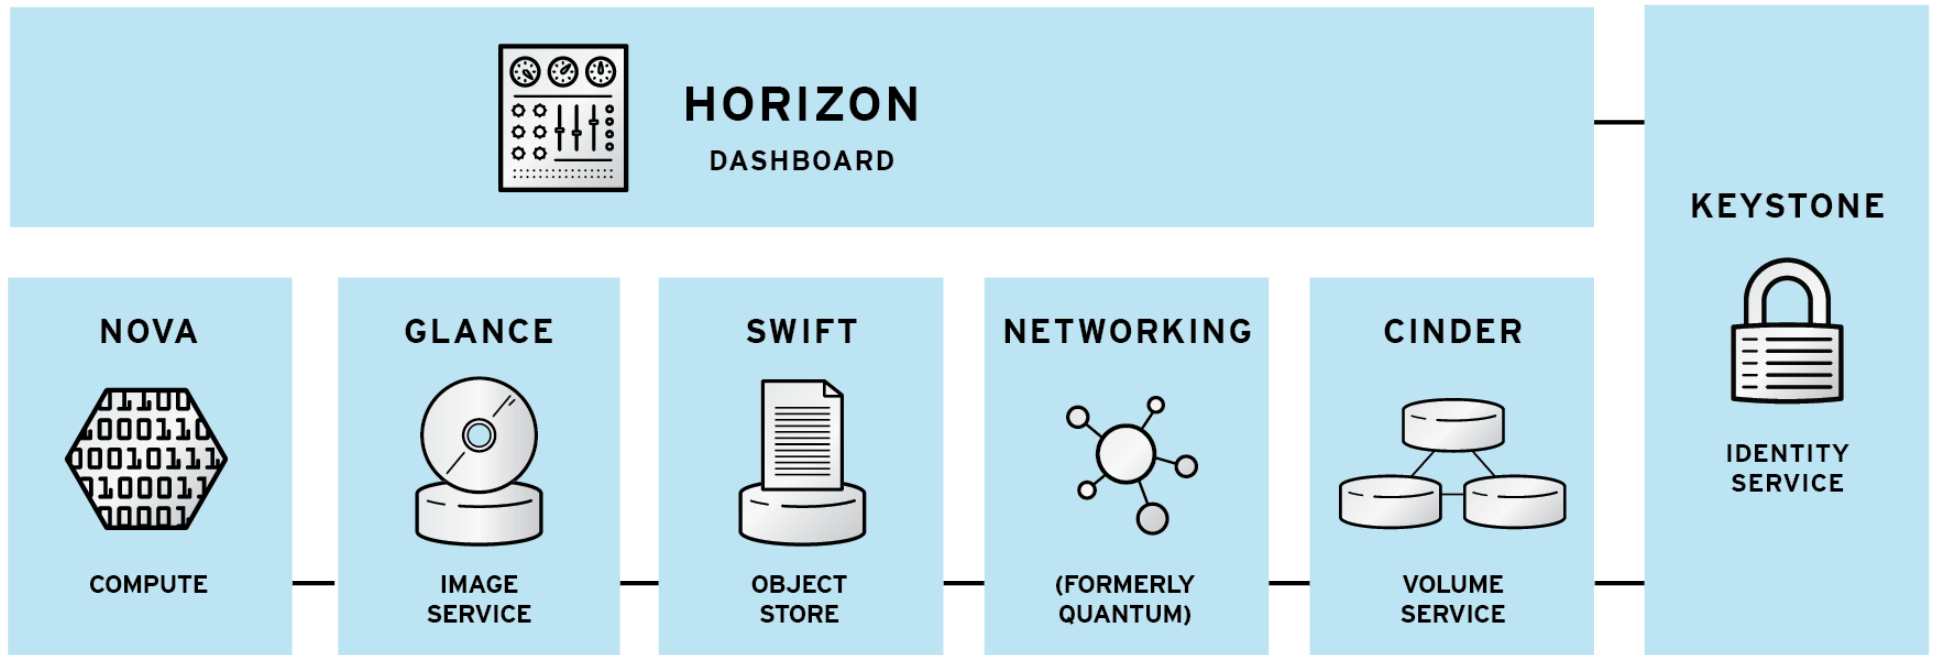 HORIZON
DASHBOARD
KEYSTONE
IDENTITY
SERVICE
NOVA
COMPUTE
GLANCE
IMAGE
SERVICE
SWIFT
OBJECT
STORE
NETWORKING
(FORMERLY
QUANTUM)
CINDER
VOLUME
SERVICE